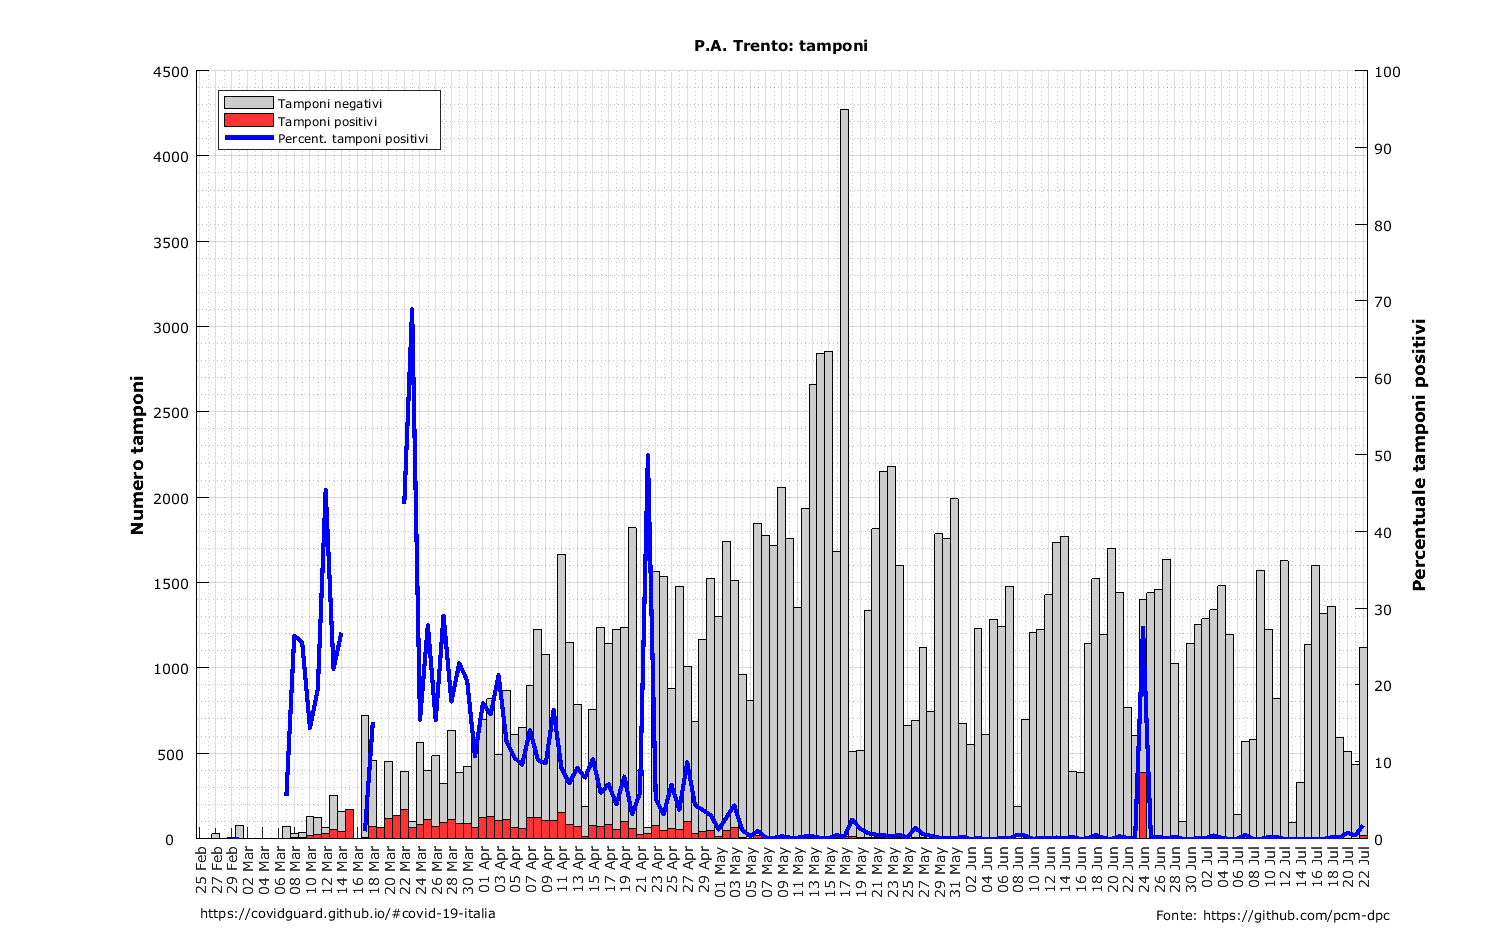 P.A. Trento: tamponi
4500
4000
3500
3000
2500
2000
1500
1000
500
0
Numero tamponi
Tamponi negativi
Tamponi positivi
Percent. tamponi positivi
100
90
80
70
60
50
40
30
20
10
0
Percentuale tamponi positivi
25 Feb
27 Feb
29 Feb
02 Mar
04 Mar
06 Mar
08 Mar
10 Mar
12 Mar
14 Mar
16 Mar
18 Mar
20 Mar
22 Mar
24 Mar
26 Mar
28 Mar
30 Mar
01 Apr
03 Apr
05 Apr
07 Apr
09 Apr
11 Apr
13 Apr
15 Apr
17 Apr
19 Apr
21 Apr
23 Apr
25 Apr
27 Apr
29 Apr
01 May
03 May
05 May
07 May
09 May
11 May
13 May
15 May
17 May
19 May
21 May
23 May
25 May
27 May
29 May
31 May
02 Jun
04 Jun
06 Jun
08 Jun
10 Jun
12 Jun
14 Jun
16 Jun
18 Jun
20 Jun
22 Jun
24 Jun
26 Jun
28 Jun
30 Jun
02 Jul
04 Jul
06 Jul
08 Jul
10 Jul
12 Jul
14 Jul
16 Jul
18 Jul
20 Jul
22 Jul
https://covidguard.github.io/#covid-19-italia
Fonte: https://github.com/pcm-dpc